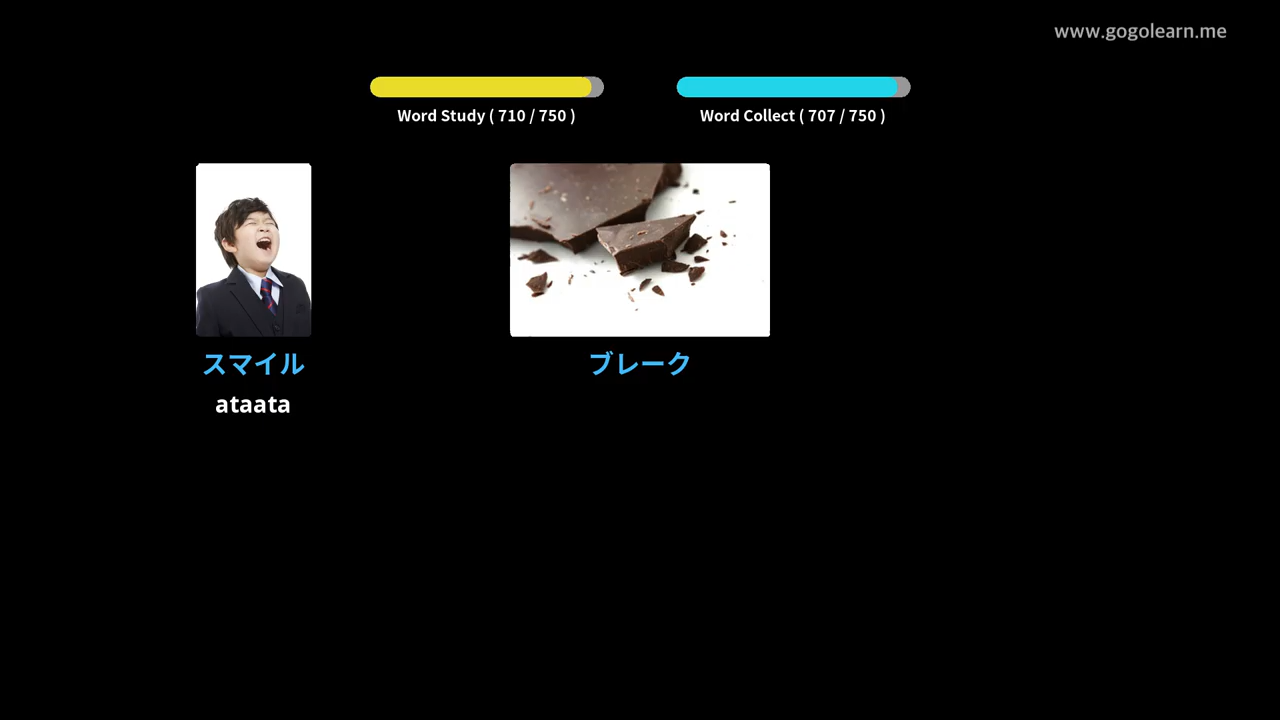 www.gogolearn.me
Word Study ( 710 / 750 )
Word Collect ( 707 / 750 )
スマイル
ブレーク
ataata